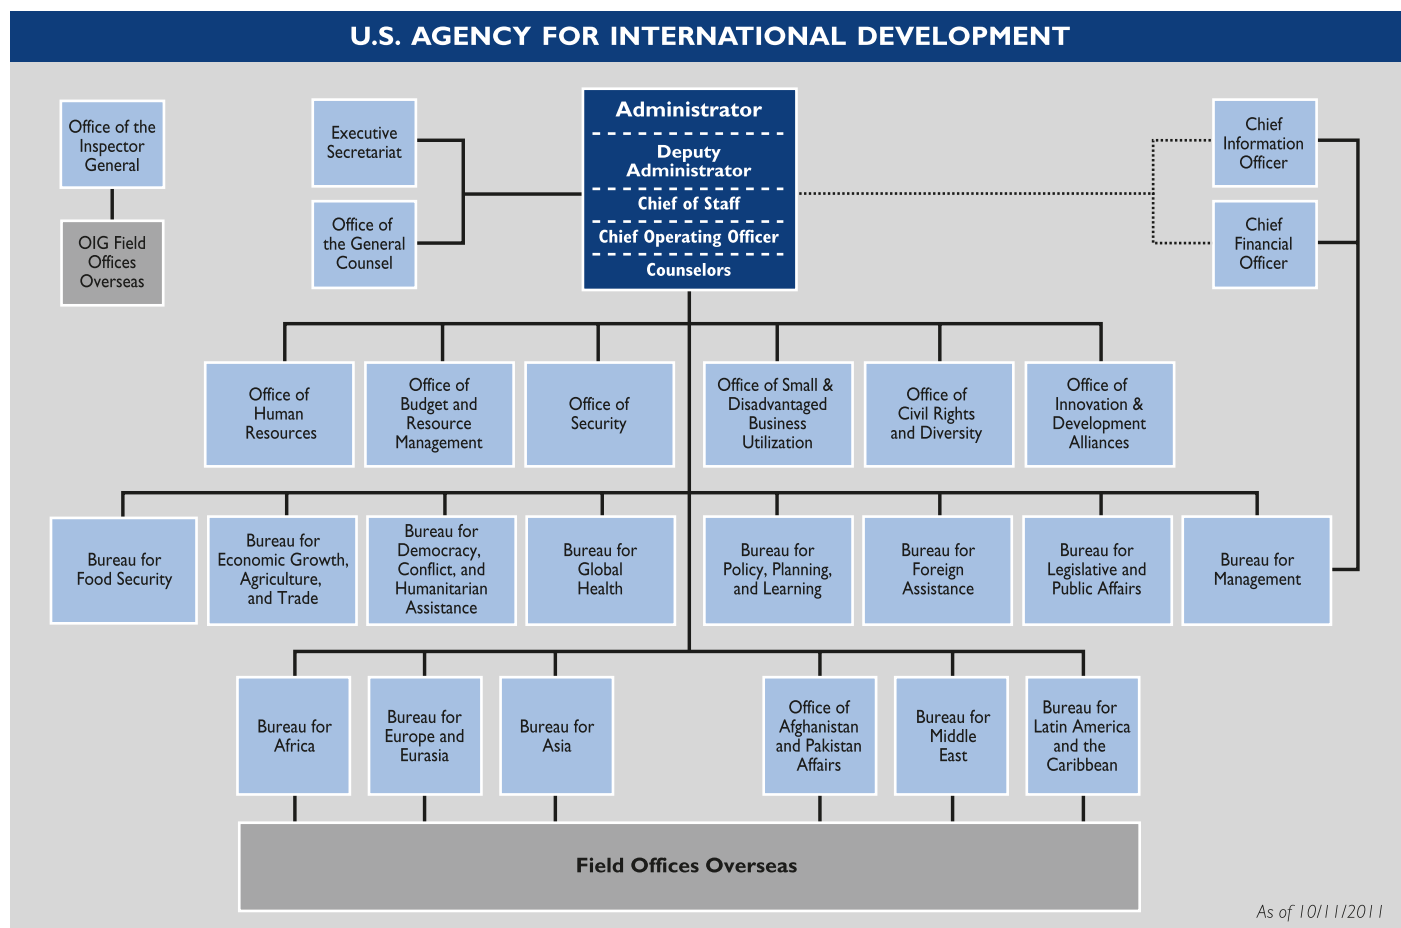 U.S. AGENCY FOR INTERNATIONAL DEVELOPMENT
Office of the
Inspector
General
OIG Field
Offices
Overseas
Executive
Secretariat
Office of
the General
Counsel
Administrator
Deputy
Administrator
Chief of Staff
Chief Operating Officer
Counselors
Chief
Information
Officer
Chief
Financial
Officer
Office of
Human
Resources
Office of
Budget and
Resource
Management
Office of
Security
Office of Small &
Disadvantaged
Business
Utilization
Office of
Civil Rights
and Diversity
Office of
Innovation &
Development
Alliances
Bureau for
Food Security
Bureau for
Economic Growth,
Agriculture,
and Trade
Bureau for
Democracy,
Conflict, and
Humanitarian
Assistance
Bureau for
Global
Health
Bureau for
Policy, Planning,
and Learning
Bureau for
Foreign
Assistance
Bureau for
Legislative and
Public Affairs
Bureau for
Management
Bureau for
Africa
Bureau for
Europe and
Eurasia
Bureau for
Asia
Office of
Afghanistan
and Pakistan
Affairs
Bureau for
Middle
East
Bureau for
Latin America
and the
Caribbean
Field Offices Overseas
As of 10/11/2011